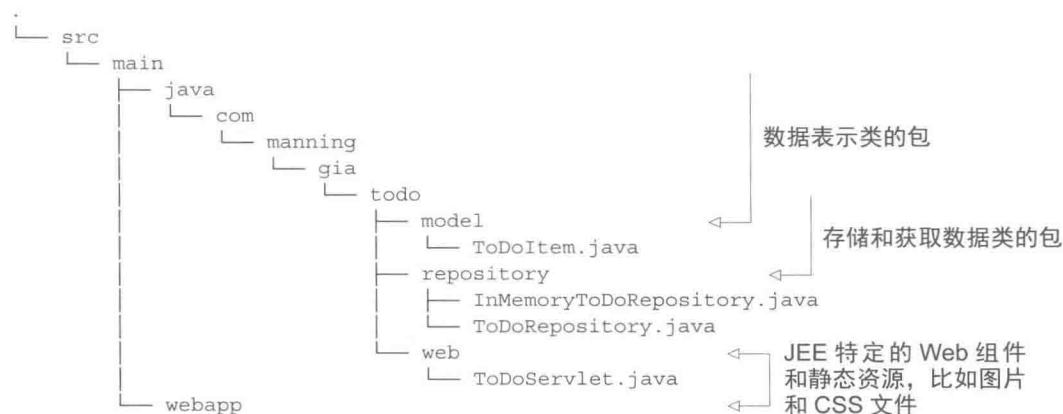 .
└── src
    └── main
        ├── java
        │   └── com
        │       └── manning
        │           └── gia
        │               └── todo
        │                   ├── model
        │                   │   └── ToDoItem.java
        │                   ├── repository
        │                   │   ├── InMemoryToDoRepository.java
        │                   │   └── ToDoRepository.java
        │                   └── web
        │                       └── ToDoServlet.java
        └── webapp
数据表示类的包
存储和获取数据类的包
JEE 特定的 Web 组件
和静态资源，比如图片
和 CSS 文件